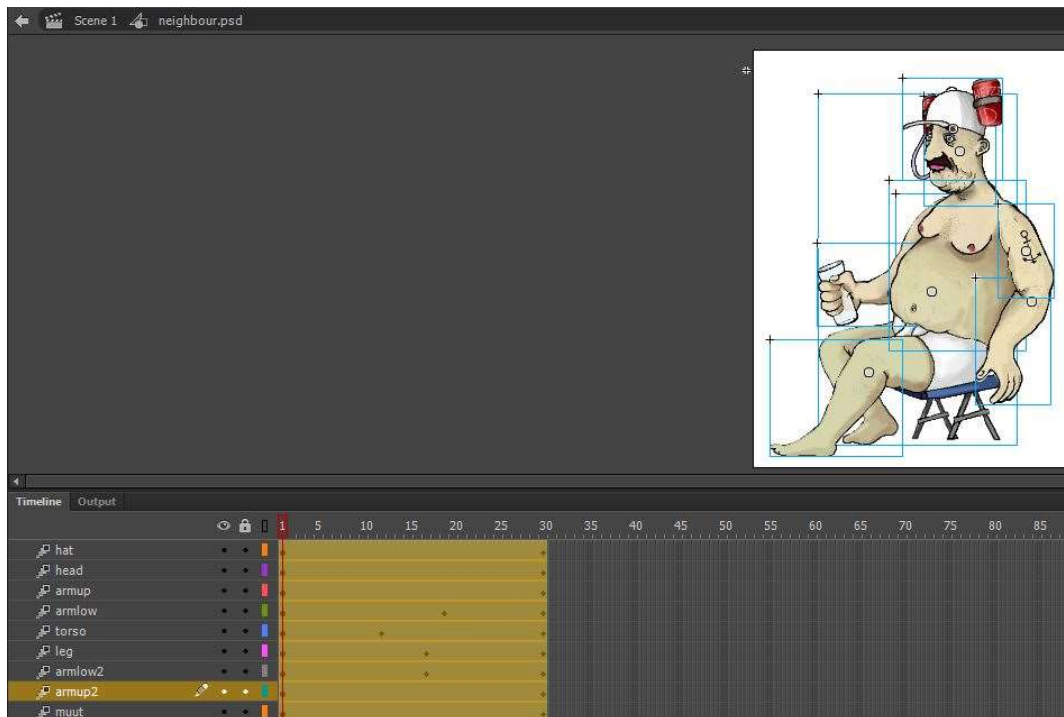 Scene 1 neighbour.psd
Timeline Output
1 5 10 15 20 25 30 35 40 45 50 55 60 65 70 75 80 85
hat
head
armup
armlow
torso
leg
armlow2
armup2
muut